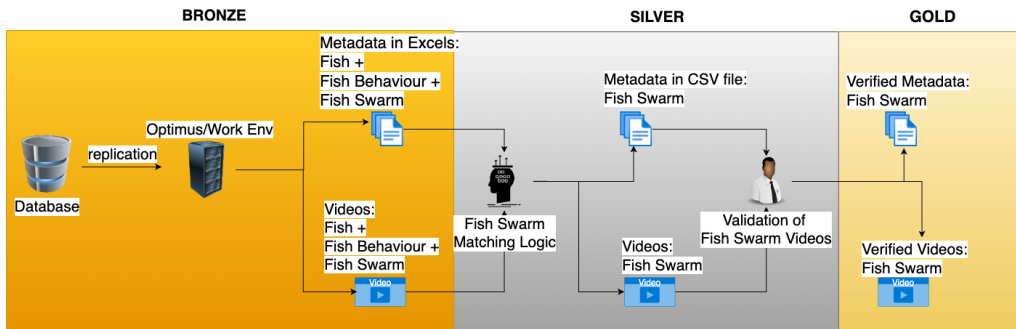 BRONZE
SILVER
GOLD
Metadata in Excels:
Fish +
Fish Behaviour +
Fish Swarm
Metadata in CSV file:
Fish Swarm
Verified Metadata:
Fish Swarm
Optimus/Work Env
replication
Database
Videos:
Fish +
Fish Behaviour +
Fish Swarm
Video
Fish Swarm
Matching Logic
Videos:
Fish Swarm
Video
Validation of
Fish Swarm Videos
Verified Videos:
Fish Swarm
Video